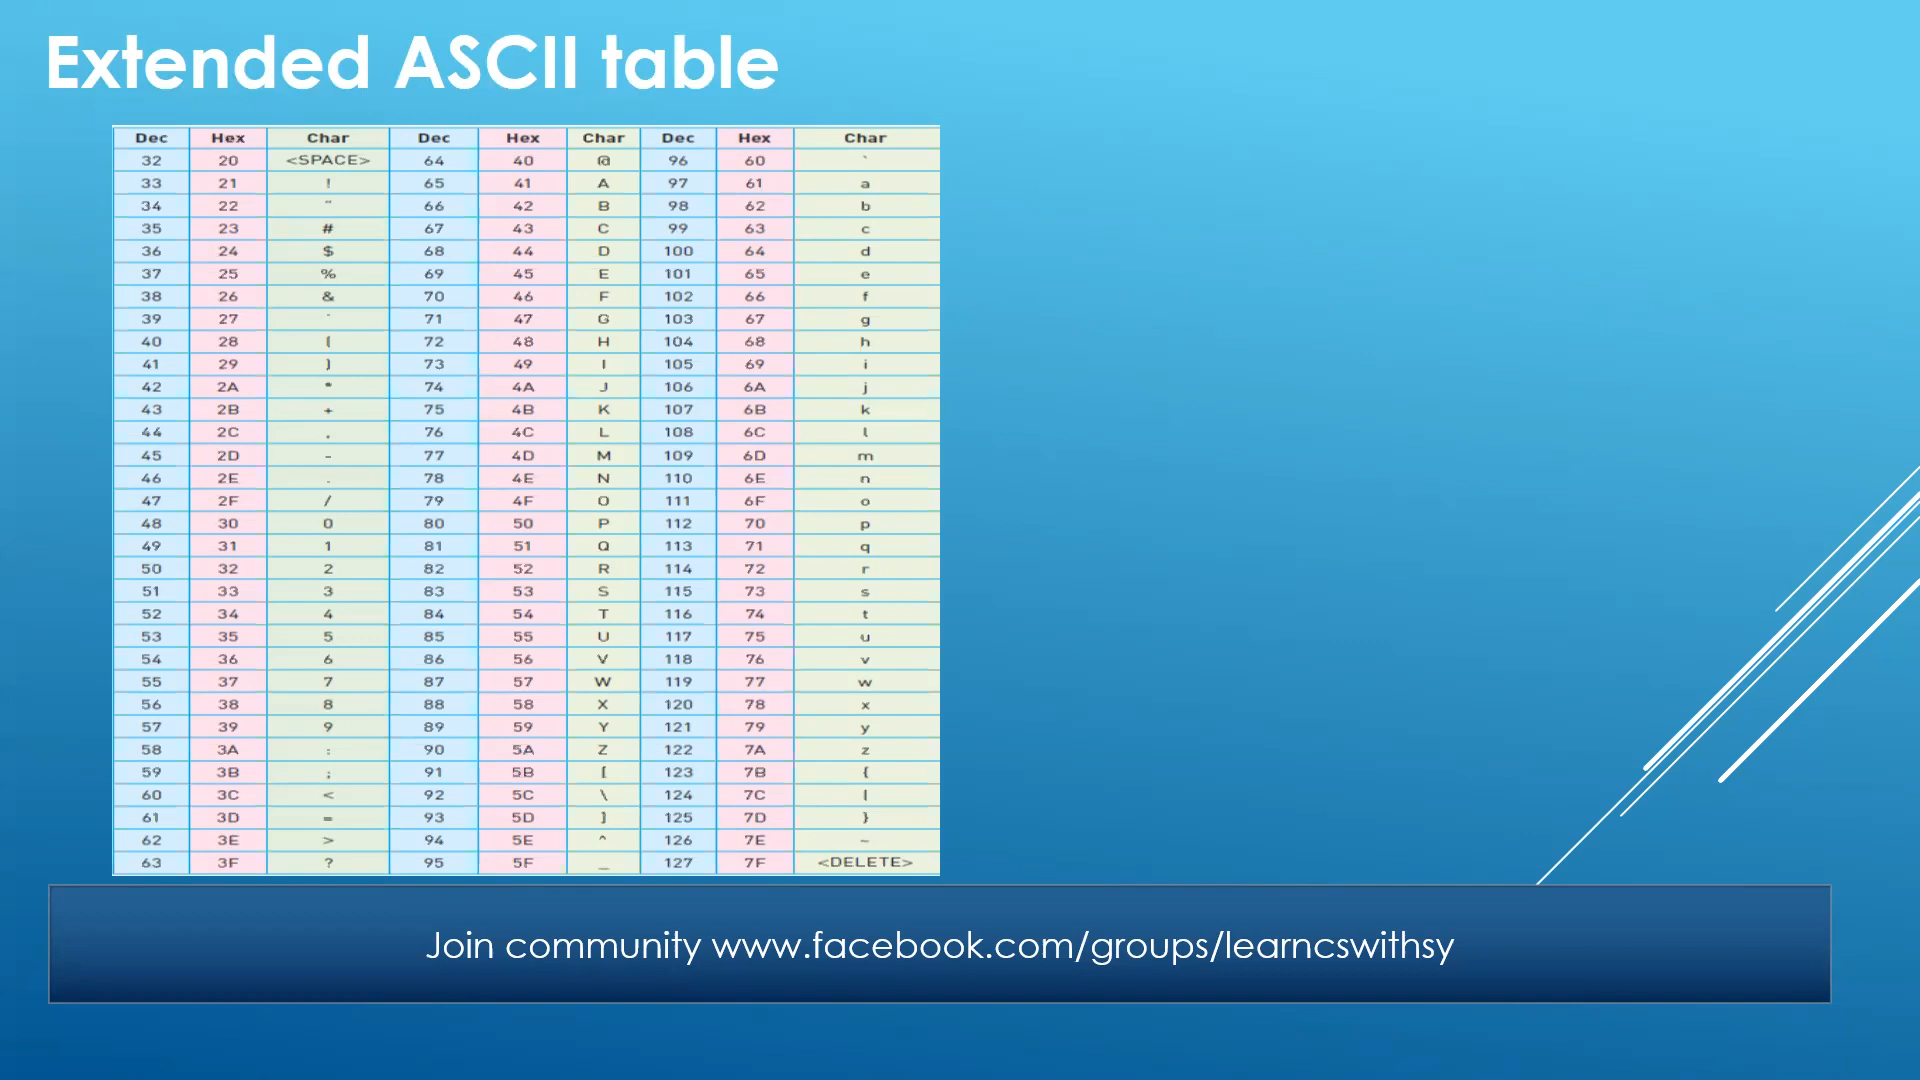 Extended ASCII table
Dec Hex Char Dec Hex Char Dec Hex Char
32 20 <SPACE> 64 40 @ 96 60 `
33 21 ! 65 41 A 97 61 a
34 22 " 66 42 B 98 62 b
35 23 # 67 43 C 99 63 c
36 24 $ 68 44 D 100 64 d
37 25 % 69 45 E 101 65 e
38 26 & 70 46 F 102 66 f
39 27 ' 71 47 G 103 67 g
40 28 ( 72 48 H 104 68 h
41 29 ) 73 49 I 105 69 i
42 2A * 74 4A J 106 6A j
43 2B + 75 4B K 107 6B k
44 2C , 76 4C L 108 6C l
45 2D - 77 4D M 109 6D m
46 2E . 78 4E N 110 6E n
47 2F / 79 4F O 111 6F o
48 30 0 80 50 P 112 70 p
49 31 1 81 51 Q 113 71 q
50 32 2 82 52 R 114 72 r
51 33 3 83 53 S 115 73 s
52 34 4 84 54 T 116 74 t
53 35 5 85 55 U 117 75 u
54 36 6 86 56 V 118 76 v
55 37 7 87 57 W 119 77 w
56 38 8 88 58 X 120 78 x
57 39 9 89 59 Y 121 79 y
58 3A : 90 5A Z 122 7A z
59 3B ; 91 5B [ 123 7B {
60 3C < 92 5C \ 124 7C |
61 3D = 93 5D ] 125 7D }
62 3E > 94 5E ^ 126 7E ~
63 3F ? 95 5F _ 127 7F <DELETE>
Join community www.facebook.com/groups/learncswithsy